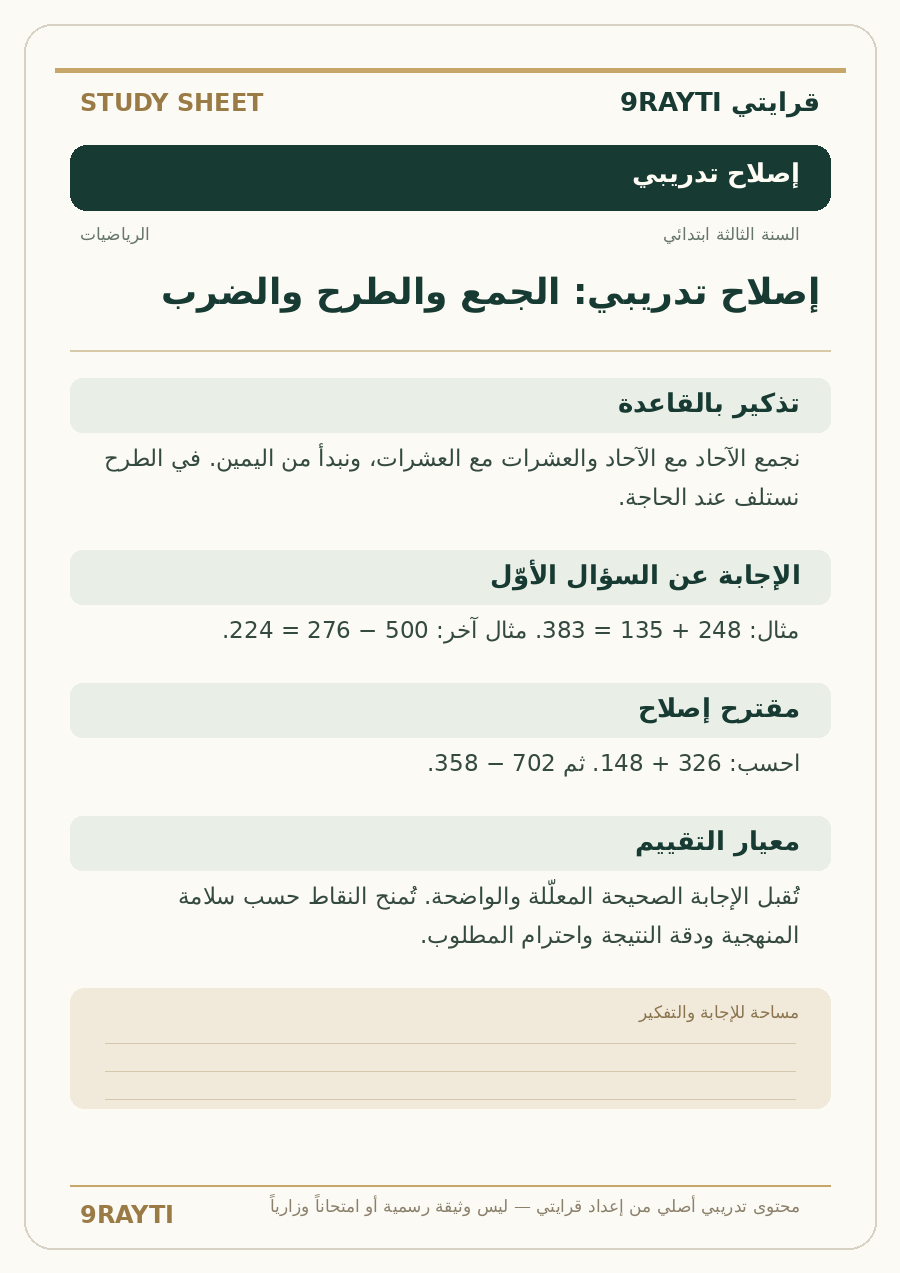 قرايتي 9RAYTI
STUDY SHEET
إصلاح تدريبي
السنة الثالثة ابتدائي
الرياضيات
إصلاح تدريبي: الجمع والطرح والضرب
تذكير بالقاعدة
نجمع الآحاد مع الآحاد والعشرات مع العشرات، ونبدأ من اليمين. في الطرح
نستلف عند الحاجة.
الإجابة عن السؤال الأوّل
مثال: 248 + 135 = 383. مثال آخر: 500 − 276 = 224.
مقترح إصلاح
احسب: 326 + 148. ثم 702 − 358.
معيار التقييم
تُقبل الإجابة الصحيحة المعلّلة والواضحة. تُمنح النقاط حسب سلامة
المنهجية ودقة النتيجة واحترام المطلوب.
مساحة للإجابة والتفكير
محتوى تدريبي أصلي من إعداد قرايتي — ليس وثيقة رسمية أو امتحاناً وزارياً
9RAYTI